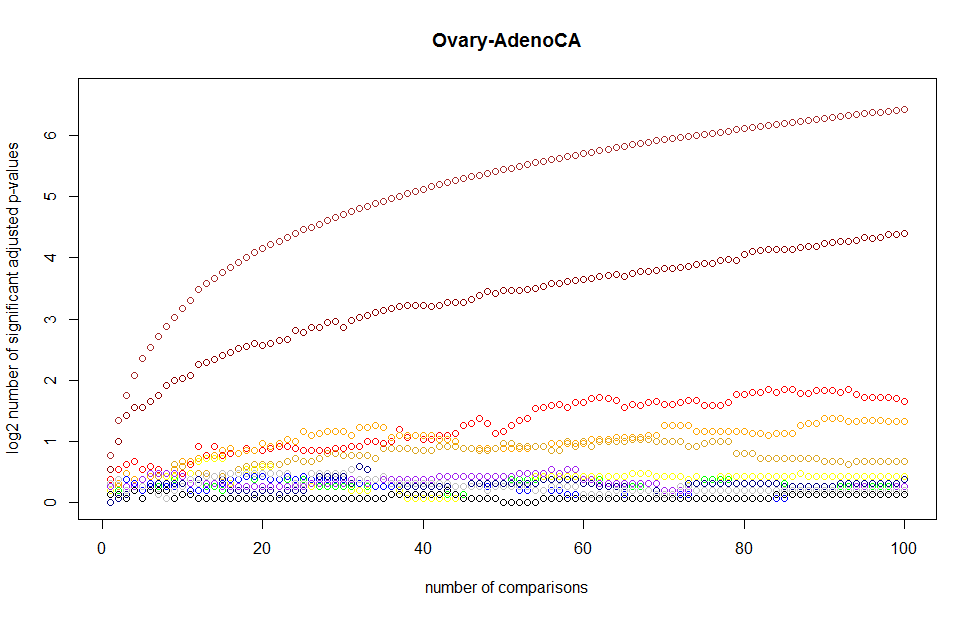 Ovary-AdenoCA
log2 number of significant adjusted p-values
6
5
4
3
2
1
0
0 20 40 60 80 100
number of comparisons